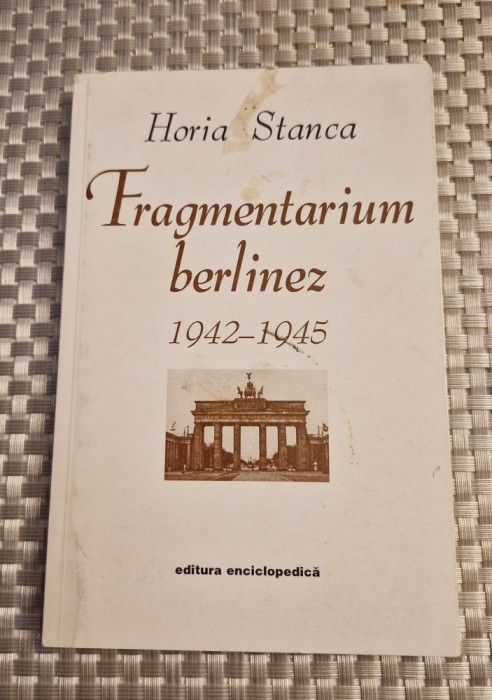 Horia Stanca
Fragmentarium
berlinez
1942–1945
editura enciclopedică